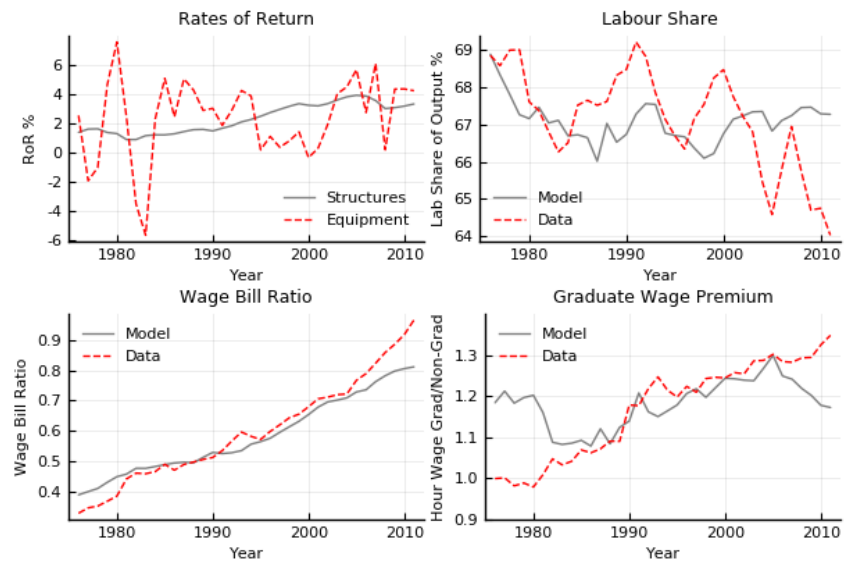 Rates of Return
RoR %
6
4
2
0
-2
-4
-6
Structures
Equipment
1980 1990 2000 2010
Year
Labour Share
Lab Share of Output %
69
68
67
66
65
64
Model
Data
1980 1990 2000 2010
Year
Wage Bill Ratio
Wage Bill Ratio
0.9
0.8
0.7
0.6
0.5
0.4
Model
Data
1980 1990 2000 2010
Year
Graduate Wage Premium
Hour Wage Grad/Non-Grad
1.3
1.2
1.1
1.0
0.9
Model
Data
1980 1990 2000 2010
Year